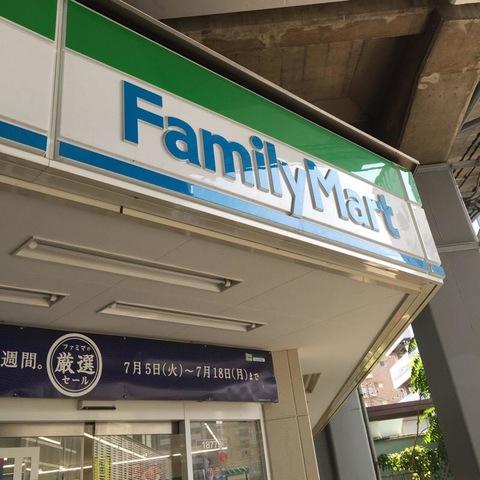 FamilyMart
週間。
ファミマの
厳選
セール
7月5日(火)～7月18日(月)まで